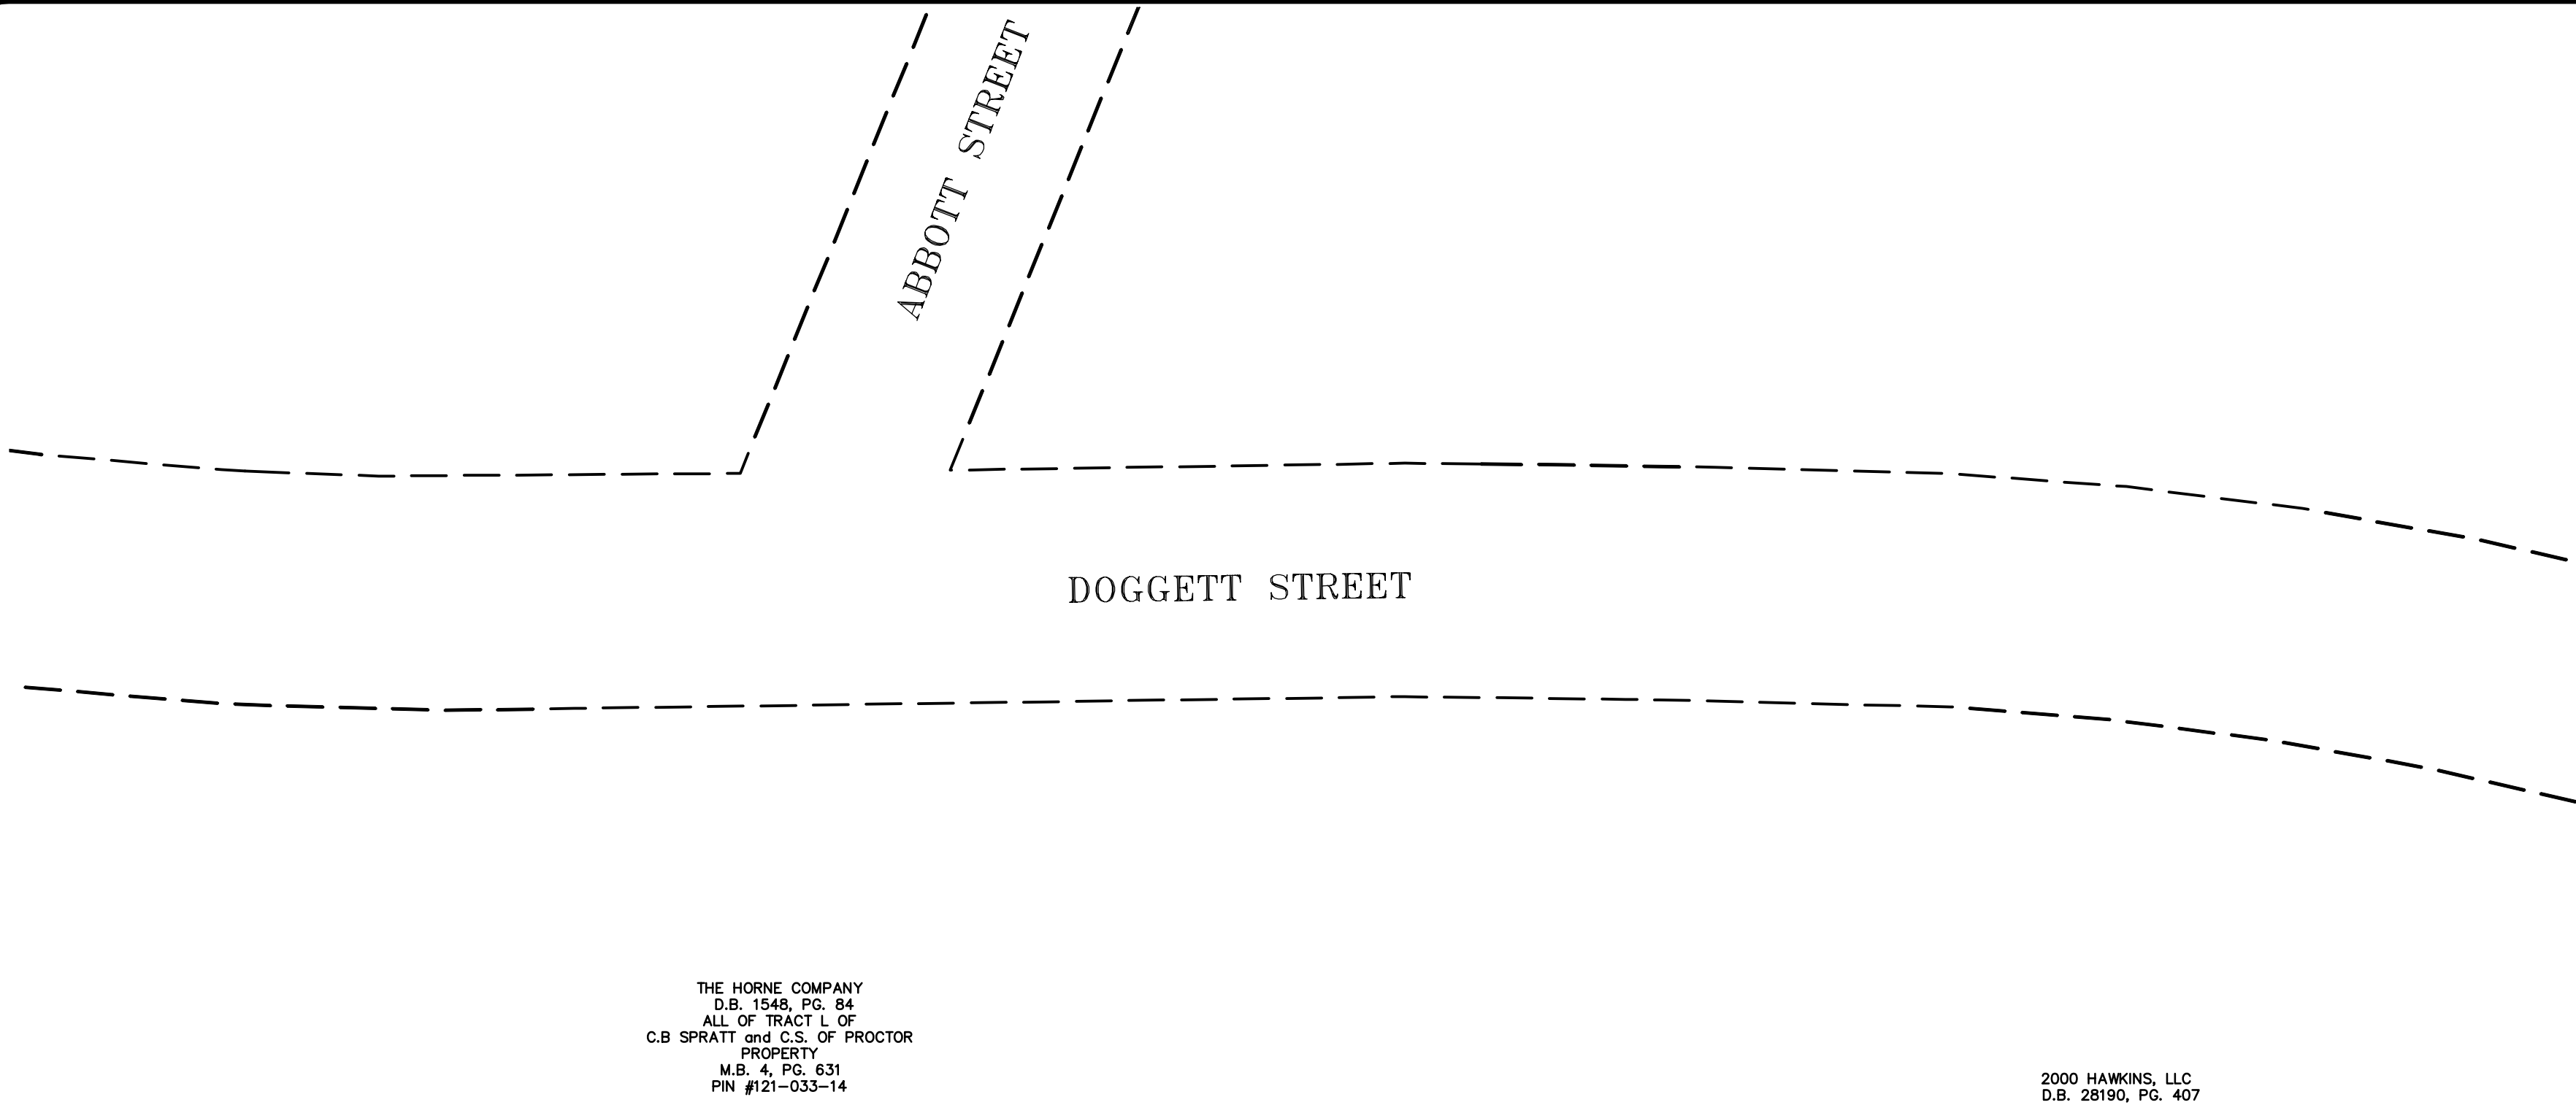 ABBOTT STREET
DOGGETT STREET
THE HORNE COMPANY
D.B. 1548, PG. 84
ALL OF TRACT L OF
C.B SPRATT and C.S. OF PROCTOR
PROPERTY
M.B. 4, PG. 631
PIN #121-033-14
2000 HAWKINS, LLC
D.B. 28190, PG. 407